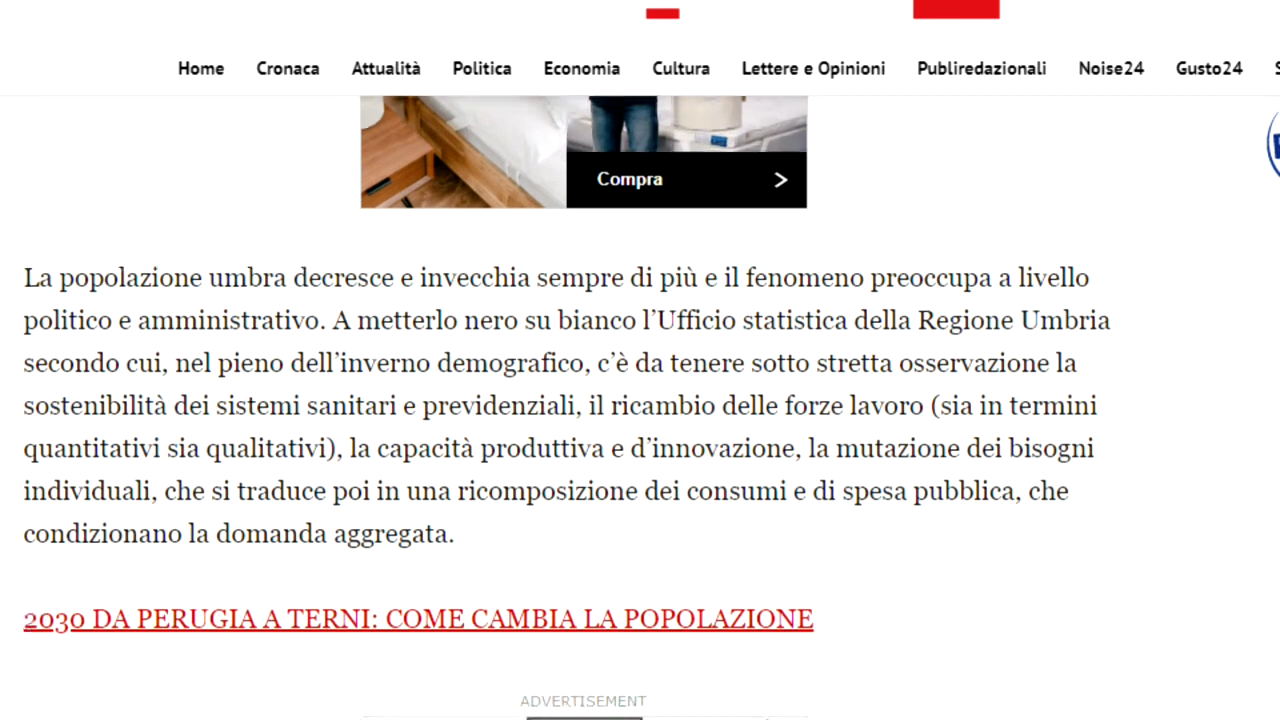 Home Cronaca Attualità Politica Economia Cultura Lettere e Opinioni Publiredazionali Noise24 Gusto24
Compra
La popolazione umbra decresce e invecchia sempre di più e il fenomeno preoccupa a livello
politico e amministrativo. A metterlo nero su bianco l’Ufficio statistica della Regione Umbria
secondo cui, nel pieno dell’inverno demografico, c’è da tenere sotto stretta osservazione la
sostenibilità dei sistemi sanitari e previdenziali, il ricambio delle forze lavoro (sia in termini
quantitativi sia qualitativi), la capacità produttiva e d’innovazione, la mutazione dei bisogni
individuali, che si traduce poi in una ricomposizione dei consumi e di spesa pubblica, che
condizionano la domanda aggregata.
2030 DA PERUGIA A TERNI: COME CAMBIA LA POPOLAZIONE
ADVERTISEMENT